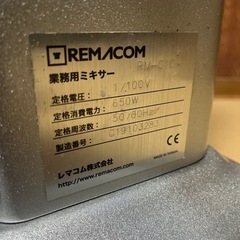 REMACOM
業務用ミキサー
定格電圧: 1/100V
定格消費電力: 650W
定格周波数: 50/60Hz
製造番号:
レマコム株式会社
http://www.remacom.com